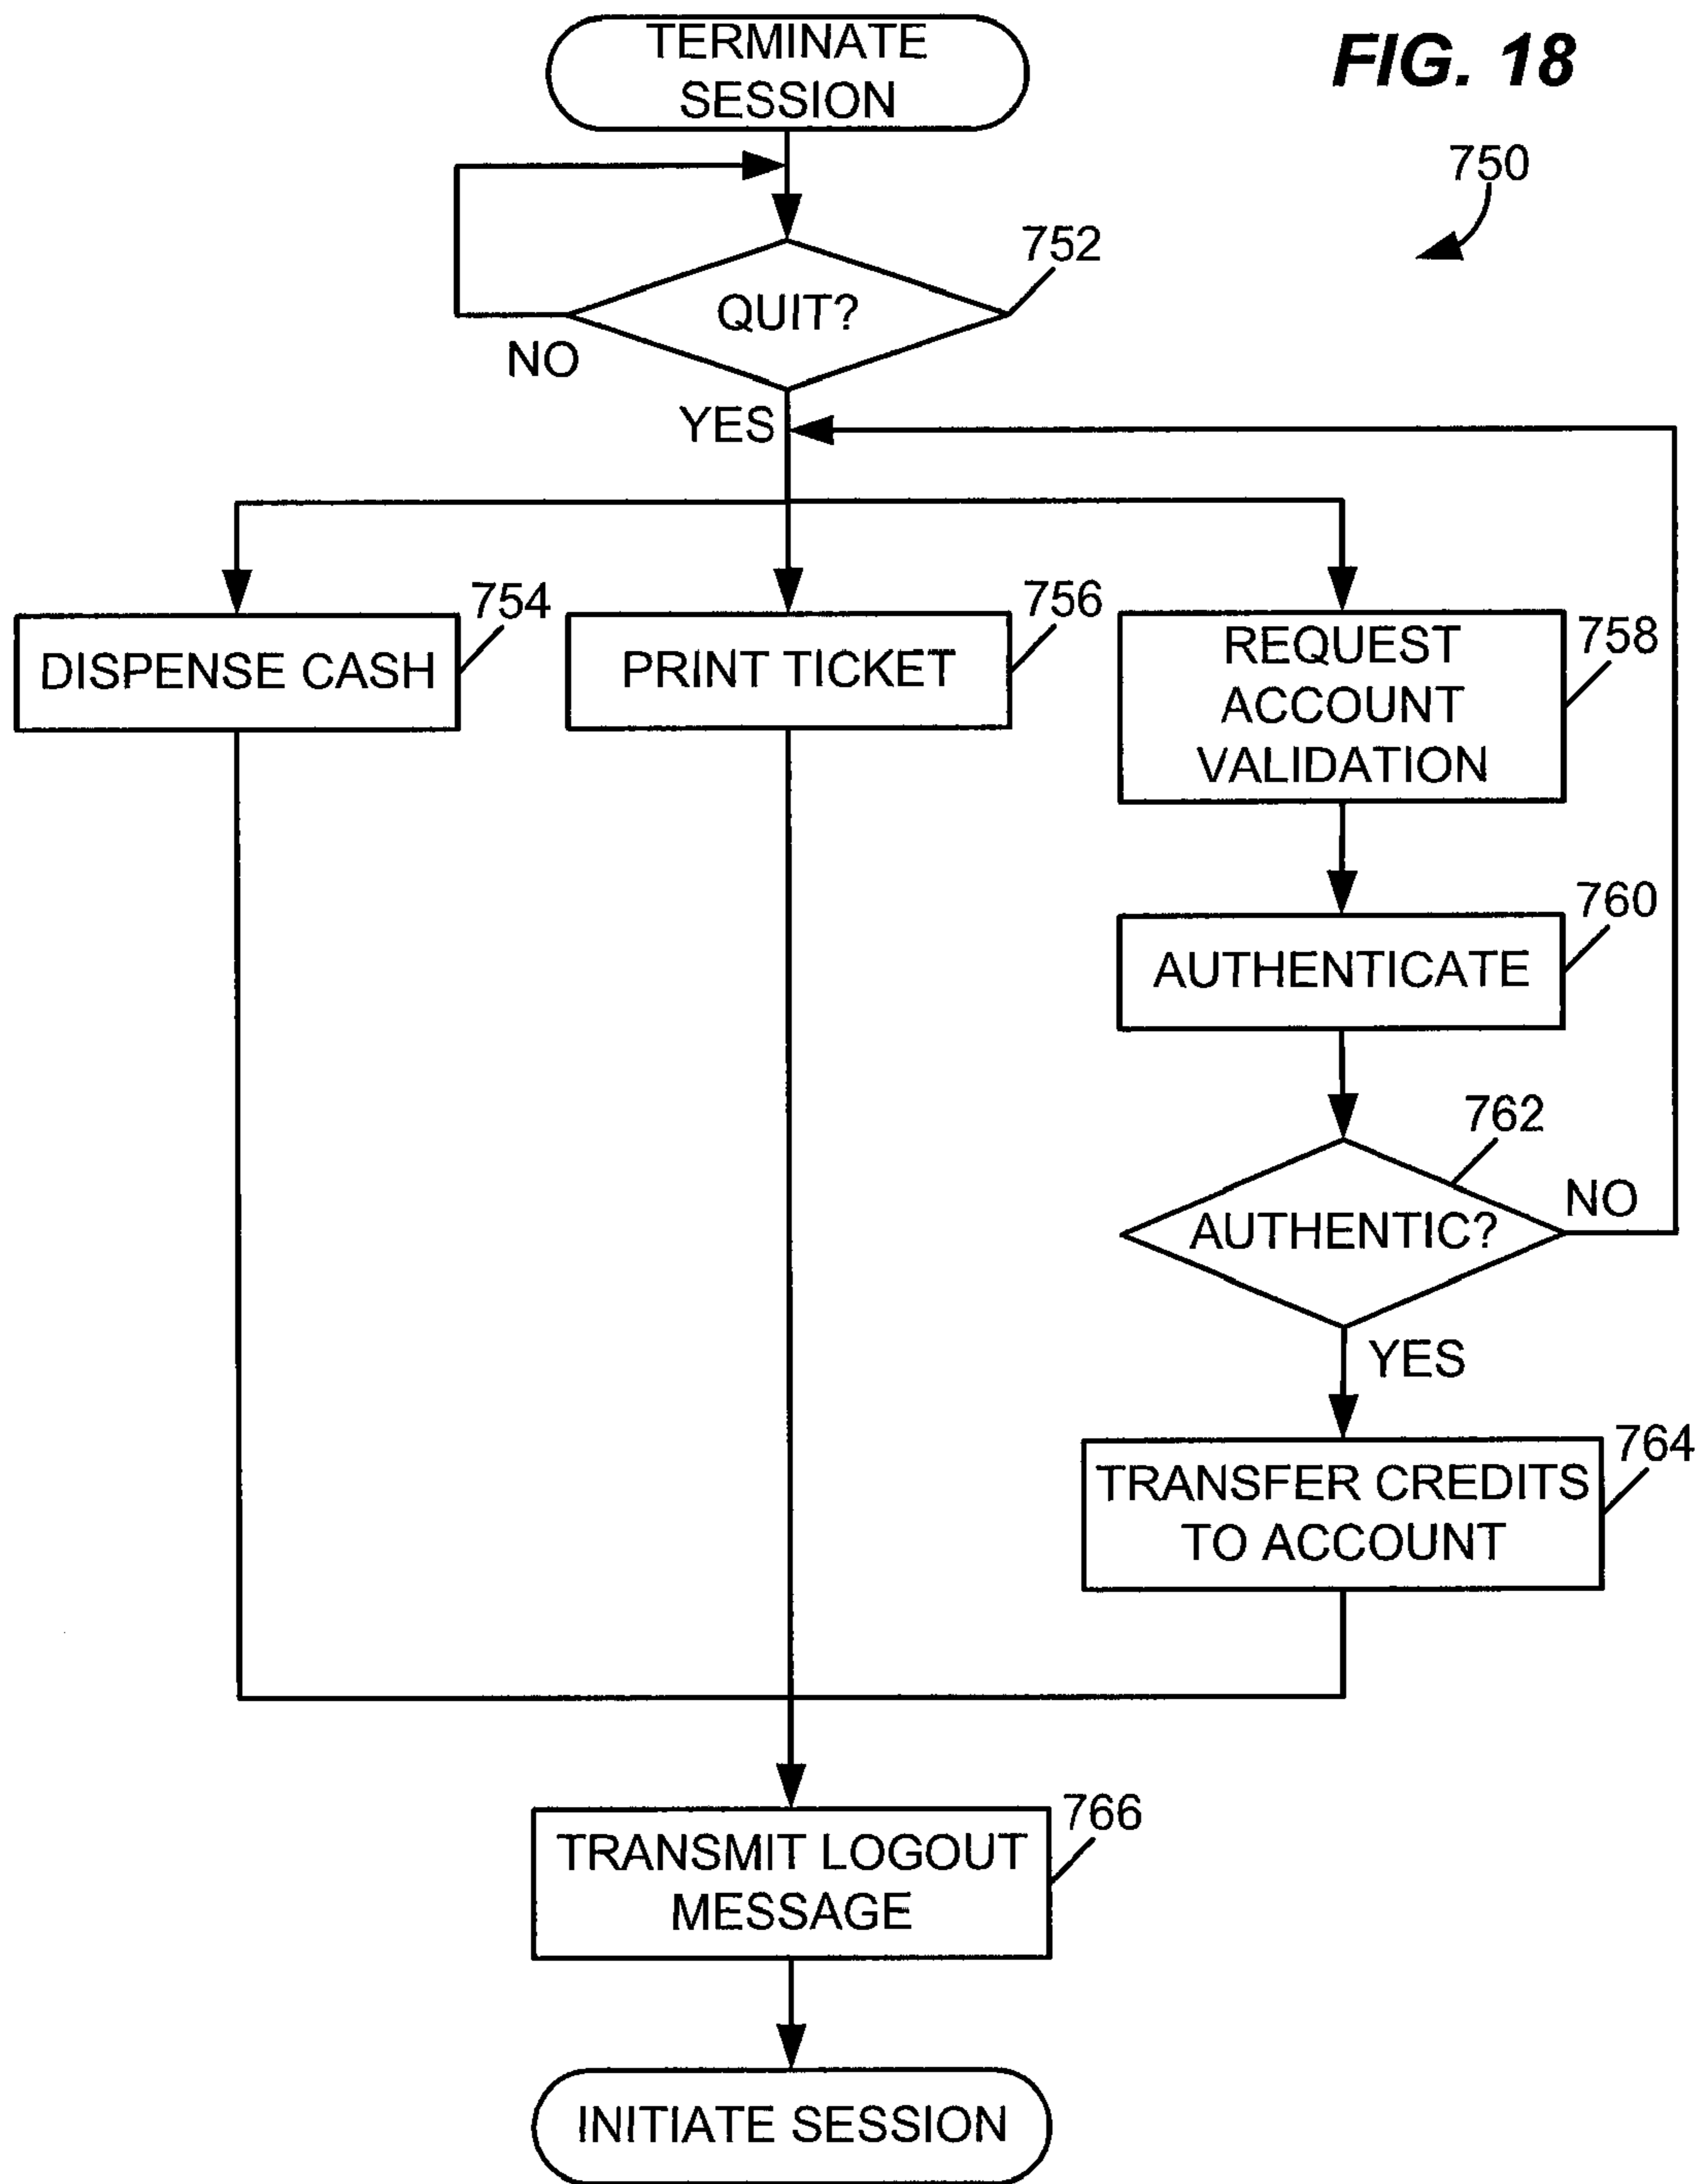 TERMINATE
SESSION
FIG. 18
750
752
QUIT?
NO
YES
754
DISPENSE CASH
756
PRINT TICKET
758
REQUEST
ACCOUNT
VALIDATION
760
AUTHENTICATE
762
AUTHENTIC?
NO
YES
764
TRANSFER CREDITS
TO ACCOUNT
766
TRANSMIT LOGOUT
MESSAGE
INITIATE SESSION